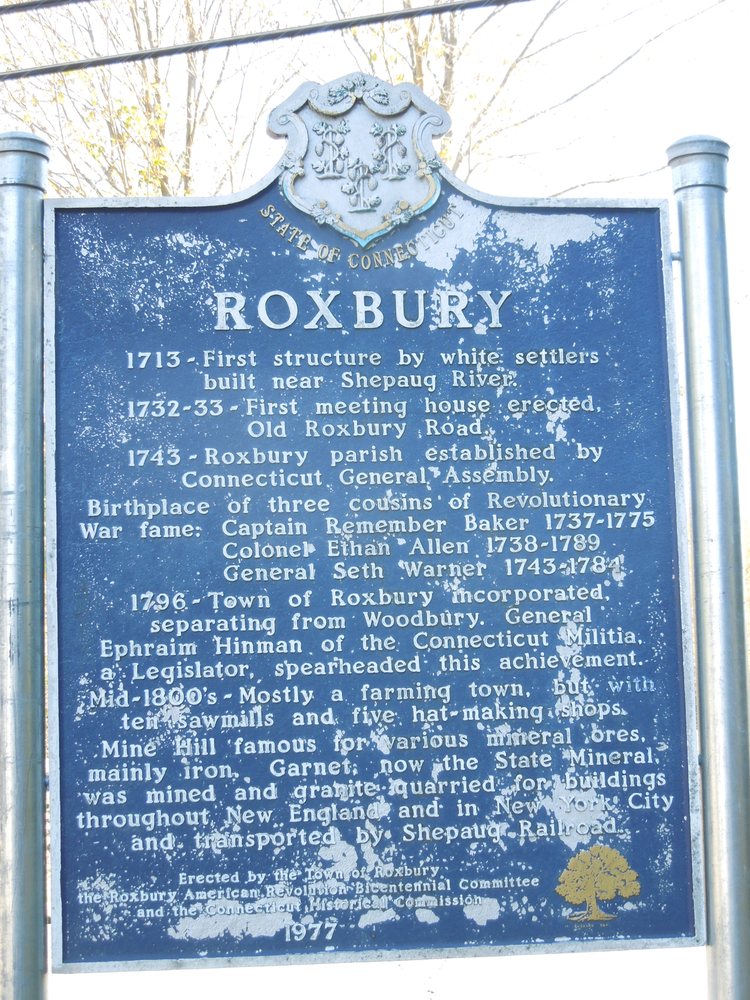 STATE OF CONNECTICUT
ROXBURY
1713 - First structure by white settlers
built near Shepaug River.
1732-33 - First meeting house erected,
Old Roxbury Road.
1743 - Roxbury parish established by
Connecticut General Assembly.
Birthplace of three cousins of Revolutionary
War fame: Captain Remember Baker 1737-1775
Colonel Ethan Allen 1738-1789
General Seth Warner 1743-1784
1796 - Town of Roxbury incorporated,
separating from Woodbury. General
Ephraim Hinman of the Connecticut Militia,
a Legislator, spearheaded this achievement.
Mid-1800's - Mostly a farming town, but with
ten sawmills and five hat-making shops.
Mine Hill famous for various mineral ores,
mainly iron. Garnet, now the State Mineral,
was mined and granite quarried for buildings
throughout New England and in New York City
and transported by Shepaug Railroad.
Erected by the Town of Roxbury
the Roxbury American Revolution Bicentennial Committee
and the Connecticut Historical Commission
1977